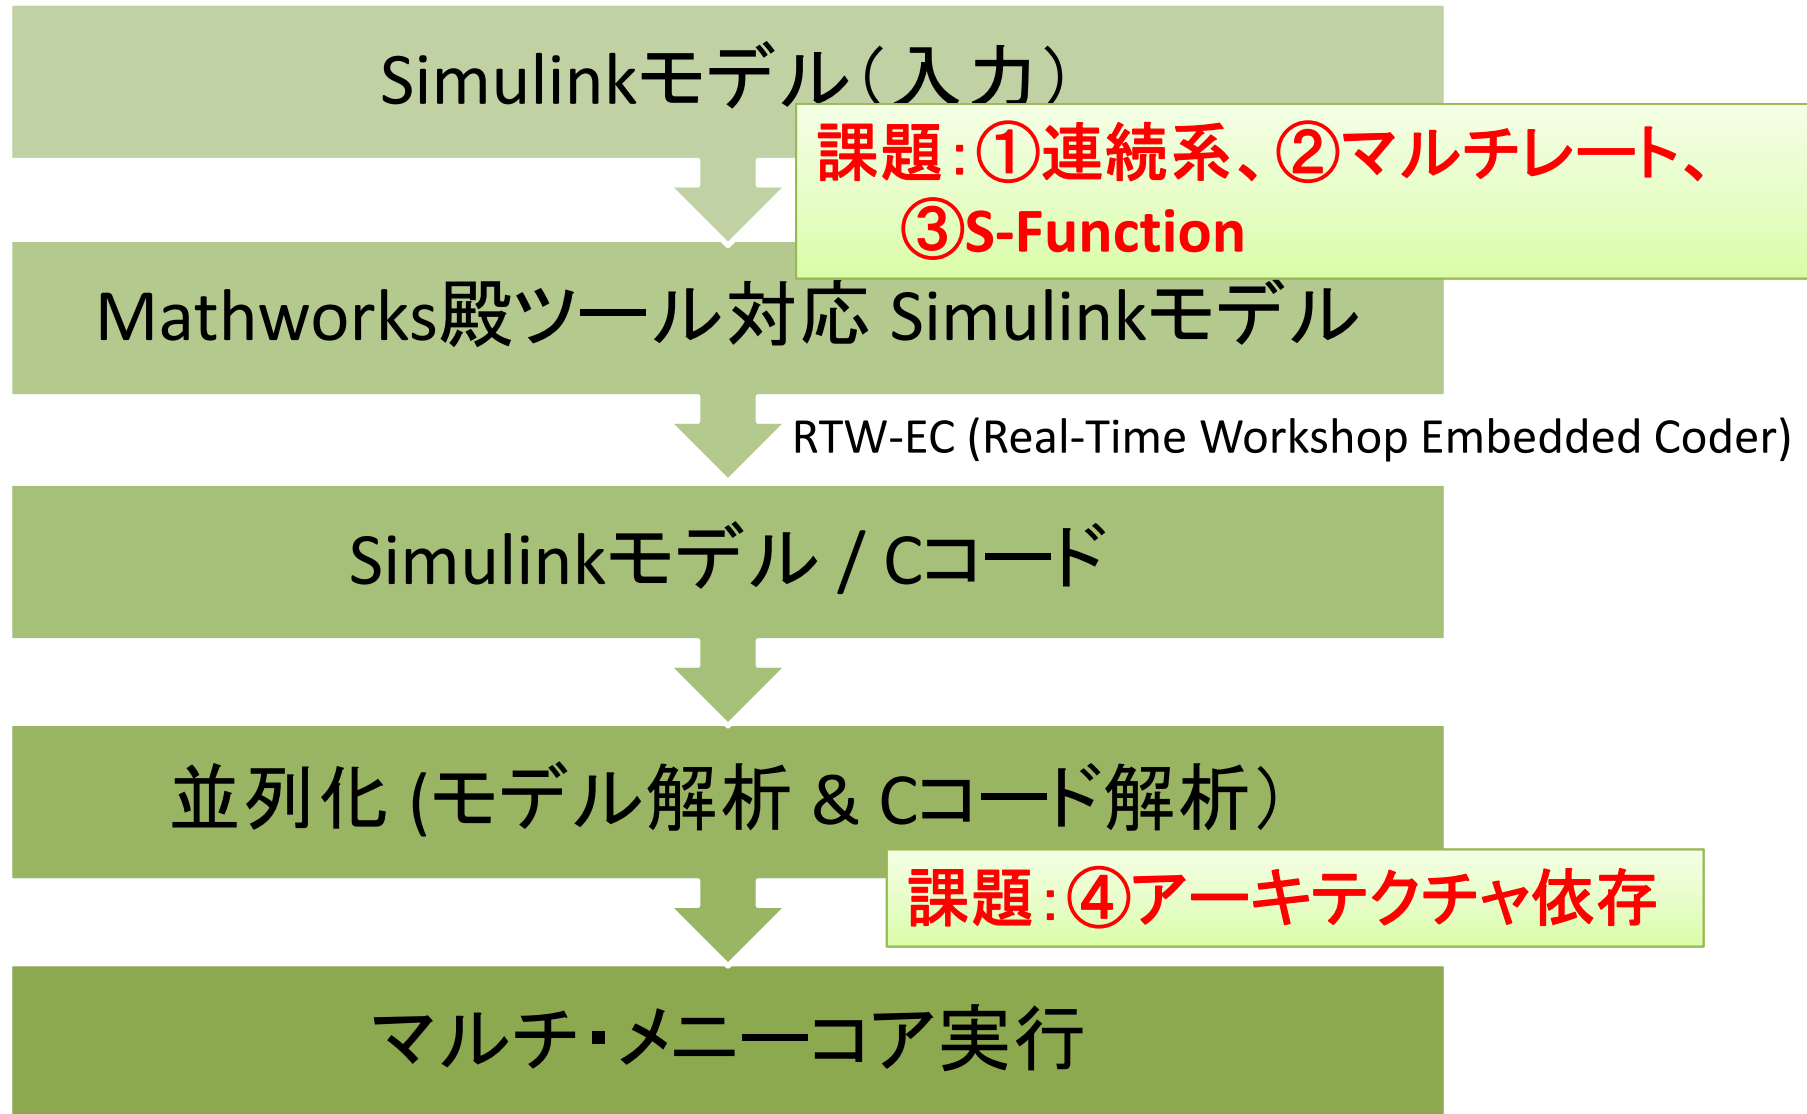 Simulinkモデル（入力）
課題：①連続系、②マルチレート、
③S-Function
Mathworks殿ツール対応 Simulinkモデル
RTW-EC (Real-Time Workshop Embedded Coder)
Simulinkモデル / Cコード
並列化 (モデル解析 & Cコード解析）
課題：④アーキテクチャ依存
マルチ・メニーコア実行